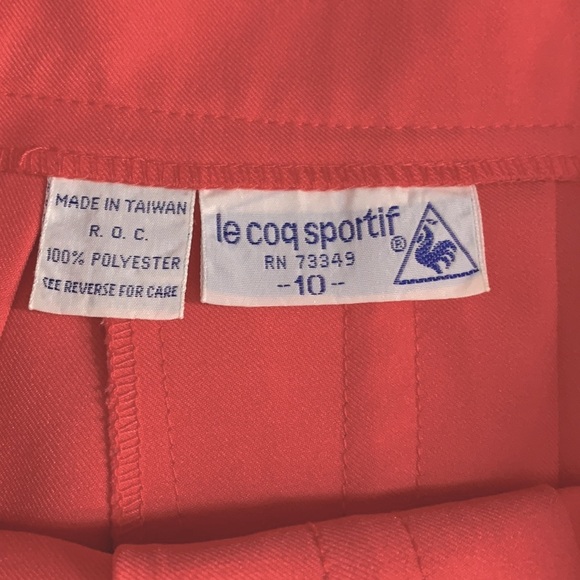 MADE IN TAIWAN
R. O. C.
100% POLYESTER
SEE REVERSE FOR CARE
le coq sportif ®
RN 73349
--10--